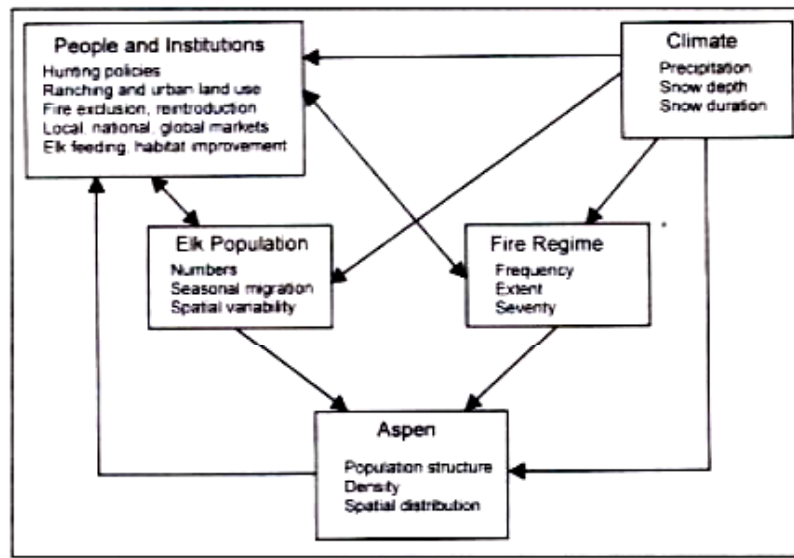 People and Institutions
Hunting policies
Ranching and urban land use
Fire exclusion, reintroduction
Local, national, global markets
Elk feeding, habitat improvement
Climate
Precipitation
Snow depth
Snow duration
Elk Population
Numbers
Seasonal migration
Spatial variability
Fire Regime
Frequency
Extent
Severity
Aspen
Population structure
Density
Spatial distribution